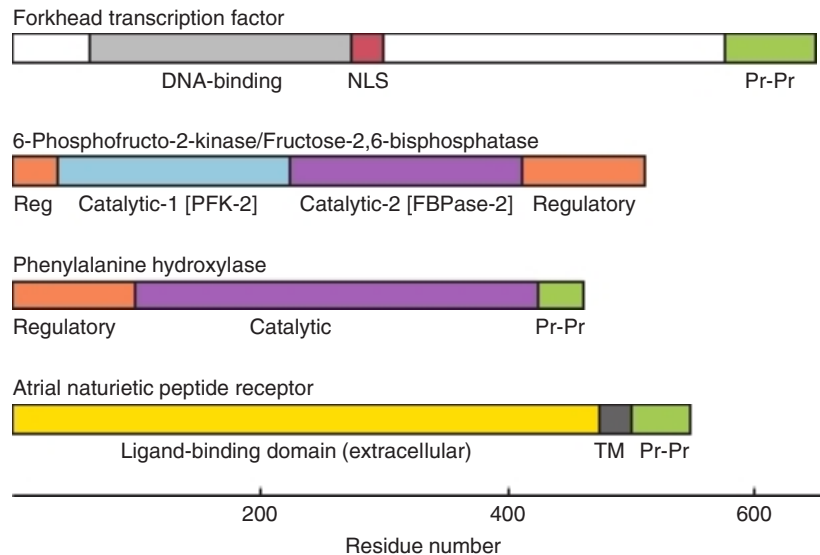 Forkhead transcription factor
DNA-binding NLS Pr-Pr
6-Phosphofructo-2-kinase/Fructose-2,6-bisphosphatase
Reg Catalytic-1 [PFK-2] Catalytic-2 [FBPase-2] Regulatory
Phenylalanine hydroxylase
Regulatory Catalytic Pr-Pr
Atrial naturietic peptide receptor
Ligand-binding domain (extracellular) TM Pr-Pr
200 400 600
Residue number